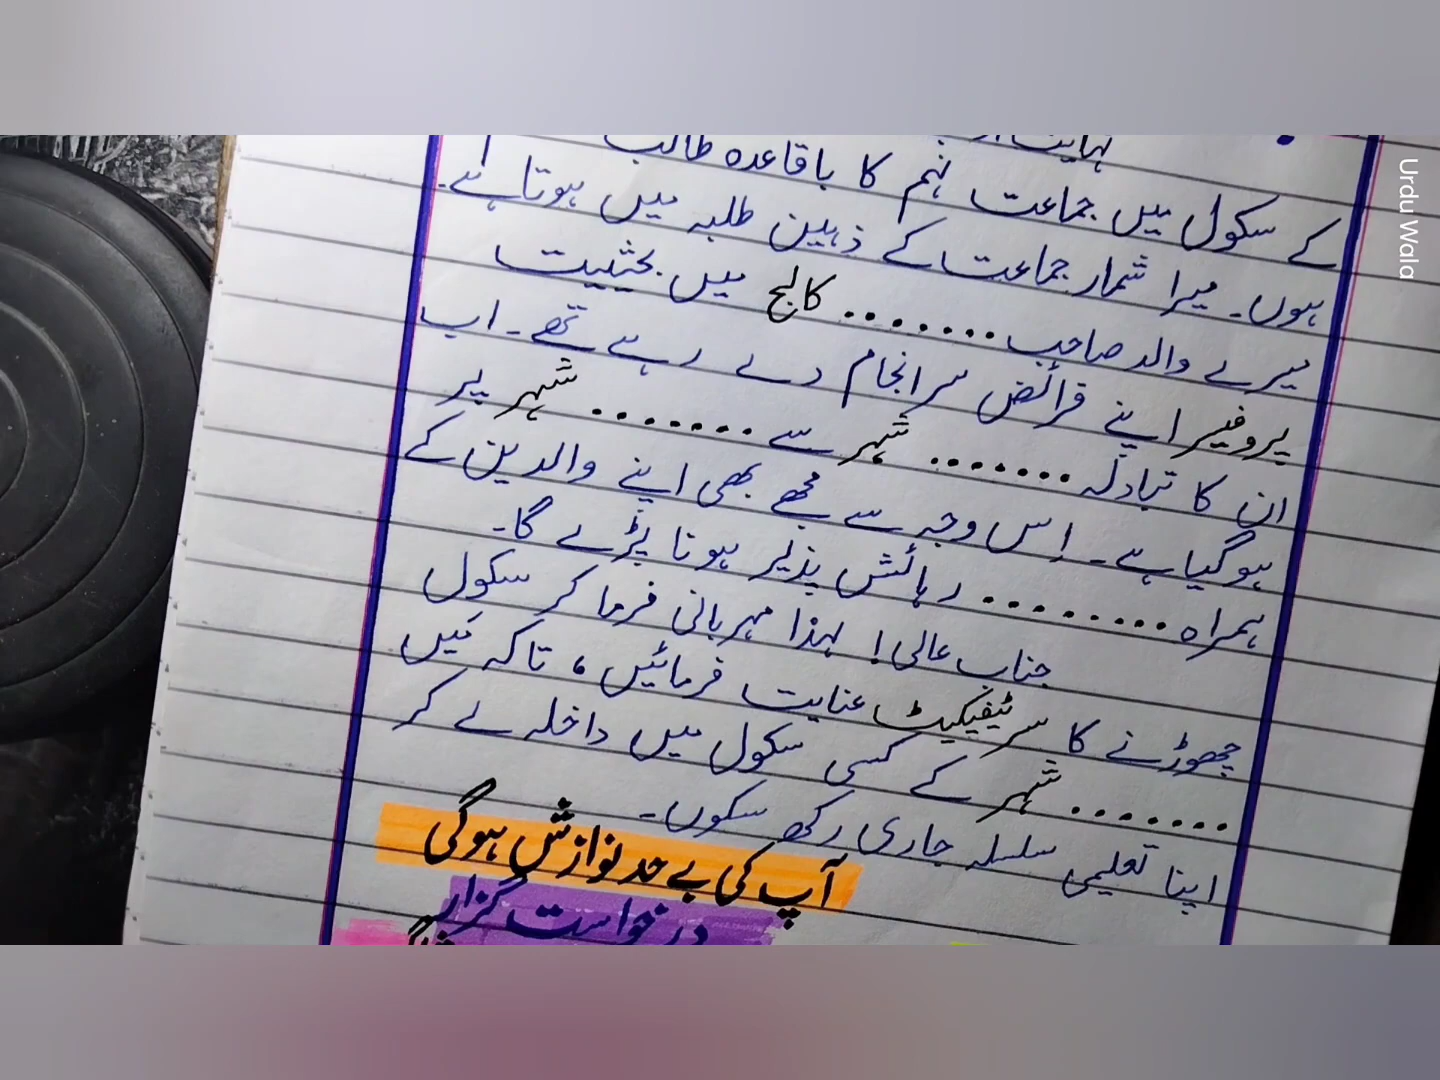 کے سکول میں جماعت نہم کا باقاعدہ طالب
ہوں۔ میرا شمار جماعت کے ذہین طلبہ میں ہوتا ہے۔
میرے والد صاحب ....... کالج میں بحثییت
پروفیر اپنے فرائض سرانجام دے رہے تھے۔ اب
ان کا تبادلہ ....... شہر سے ....... شہر پر
ہوگیا ہے۔ اس وجہ سے مجھے بھی اپنے والدین کے
ہمراہ ........ رہائش پذیر ہونا پڑے گا۔
جناب عالی! لہذا مہربانی فرما کر سکول
چھوڑنے کا سرٹیفیکیٹ عنایت فرمائیں، تاکہ میں
....... شہر کے کسی سکول میں داخلہ لے کر
اپنا تعلیمی سلسلہ جاری رکھ سکوں۔
آپ کی بے حد نوازش ہوگی
درخواست گزار
Urdu Wala